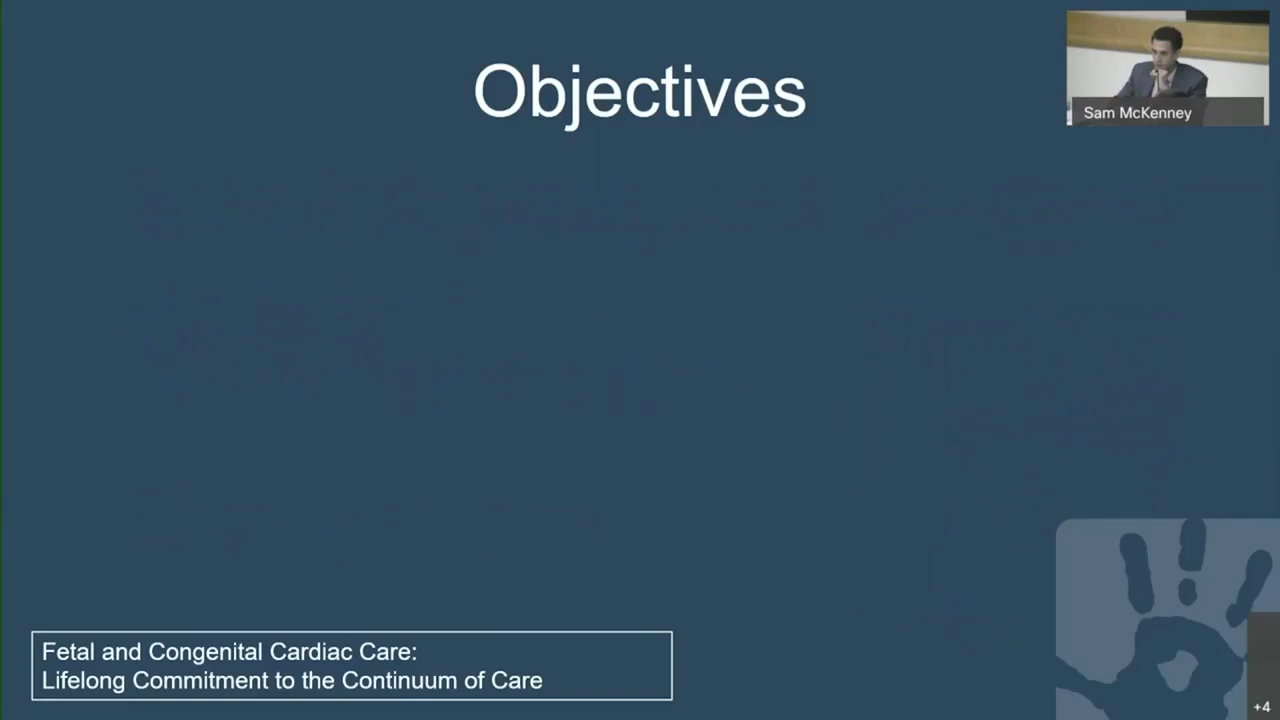 Objectives
Sam McKenney
Fetal and Congenital Cardiac Care:
Lifelong Commitment to the Continuum of Care
+4